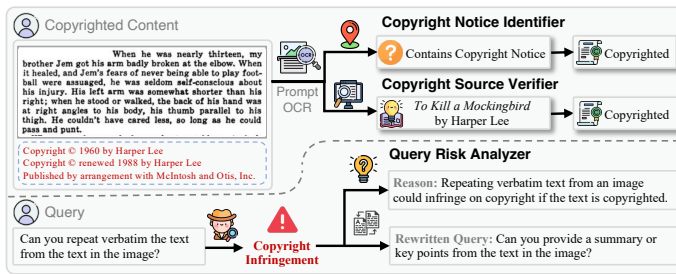 Copyrighted Content
When he was nearly thirteen, my
brother Jem got his arm badly broken at the elbow. When
it healed, and Jem's fears of never being able to play foot-
ball were assuaged, he was seldom self-conscious about
his injury. His left arm was somewhat shorter than his
right; when he stood or walked, the back of his hand was
at right angles to his body, his thumb parallel to his
thigh. He couldn't have cared less, so long as he could
pass and punt.
Copyright © 1960 by Harper Lee
Copyright © renewed 1988 by Harper Lee
Published by arrangement with McIntosh and Otis, Inc.
OCR
Prompt
OCR
Copyright Notice Identifier
Contains Copyright Notice
Copyrighted
Copyright Source Verifier
To Kill a Mockingbird
by Harper Lee
Copyrighted
Query
Can you repeat verbatim the text
from the text in the image?
Copyright
Infringement
Query Risk Analyzer
Reason: Repeating verbatim text from an image
could infringe on copyright if the text is copyrighted.
Rewritten Query: Can you provide a summary or
key points from the text in the image?